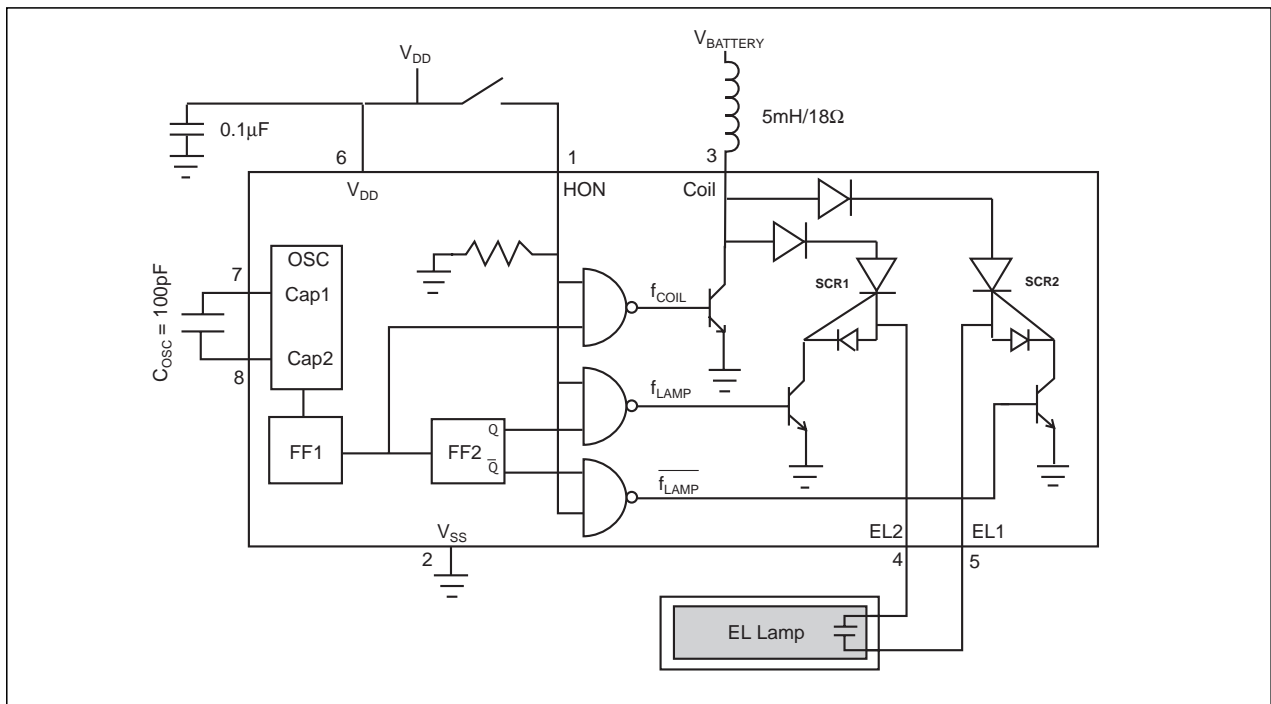 V_BATTERY
V_DD
5mH/18Ω
0.1μF
6
1
3
V_DD
HON
Coil
OSC
7
Cap1
SCR1
SCR2
f_COIL
C_OSC = 100pF
Cap2
8
f_LAMP
Q
FF1
FF2
Q̅
f_LAMP
V_SS
EL2
EL1
2
4
5
EL Lamp